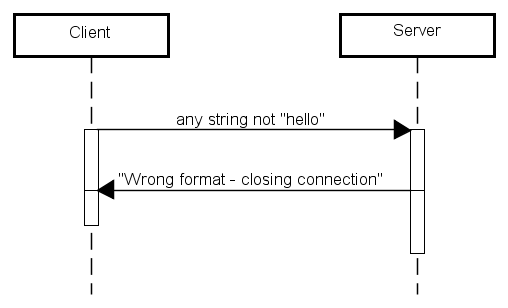 Client
Server
any string not "hello"
"Wrong format - closing connection"